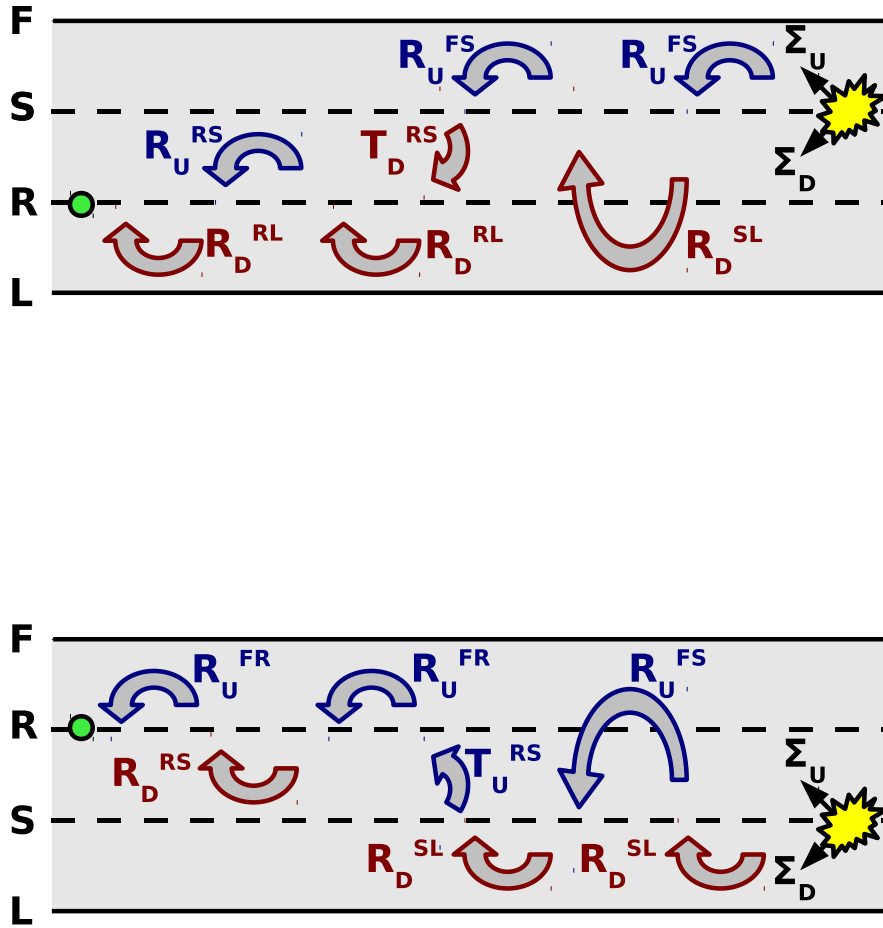 F
R_U^FS R_U^FS Σ_U
S
R_U^RS T_D^RS Σ_D
R
R_D^RL R_D^RL R_D^SL
L
F
R_U^FR R_U^FR R_U^FS
R
R_D^RS T_U^RS Σ_U
S
R_D^SL R_D^SL Σ_D
L